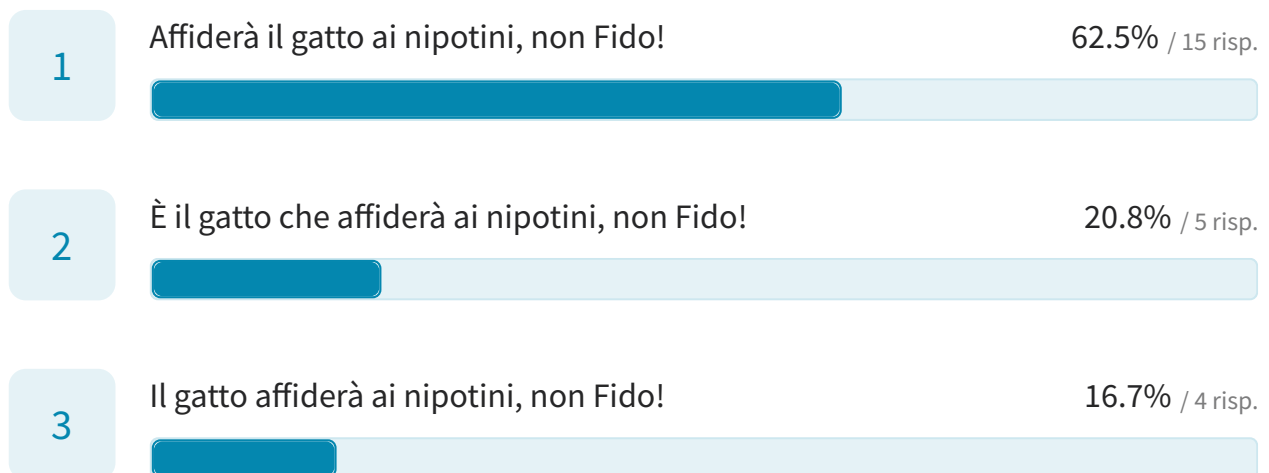 1
Affiderà il gatto ai nipotini, non Fido! 62.5% / 15 risp.
2
È il gatto che affiderà ai nipotini, non Fido! 20.8% / 5 risp.
3
Il gatto affiderà ai nipotini, non Fido! 16.7% / 4 risp.